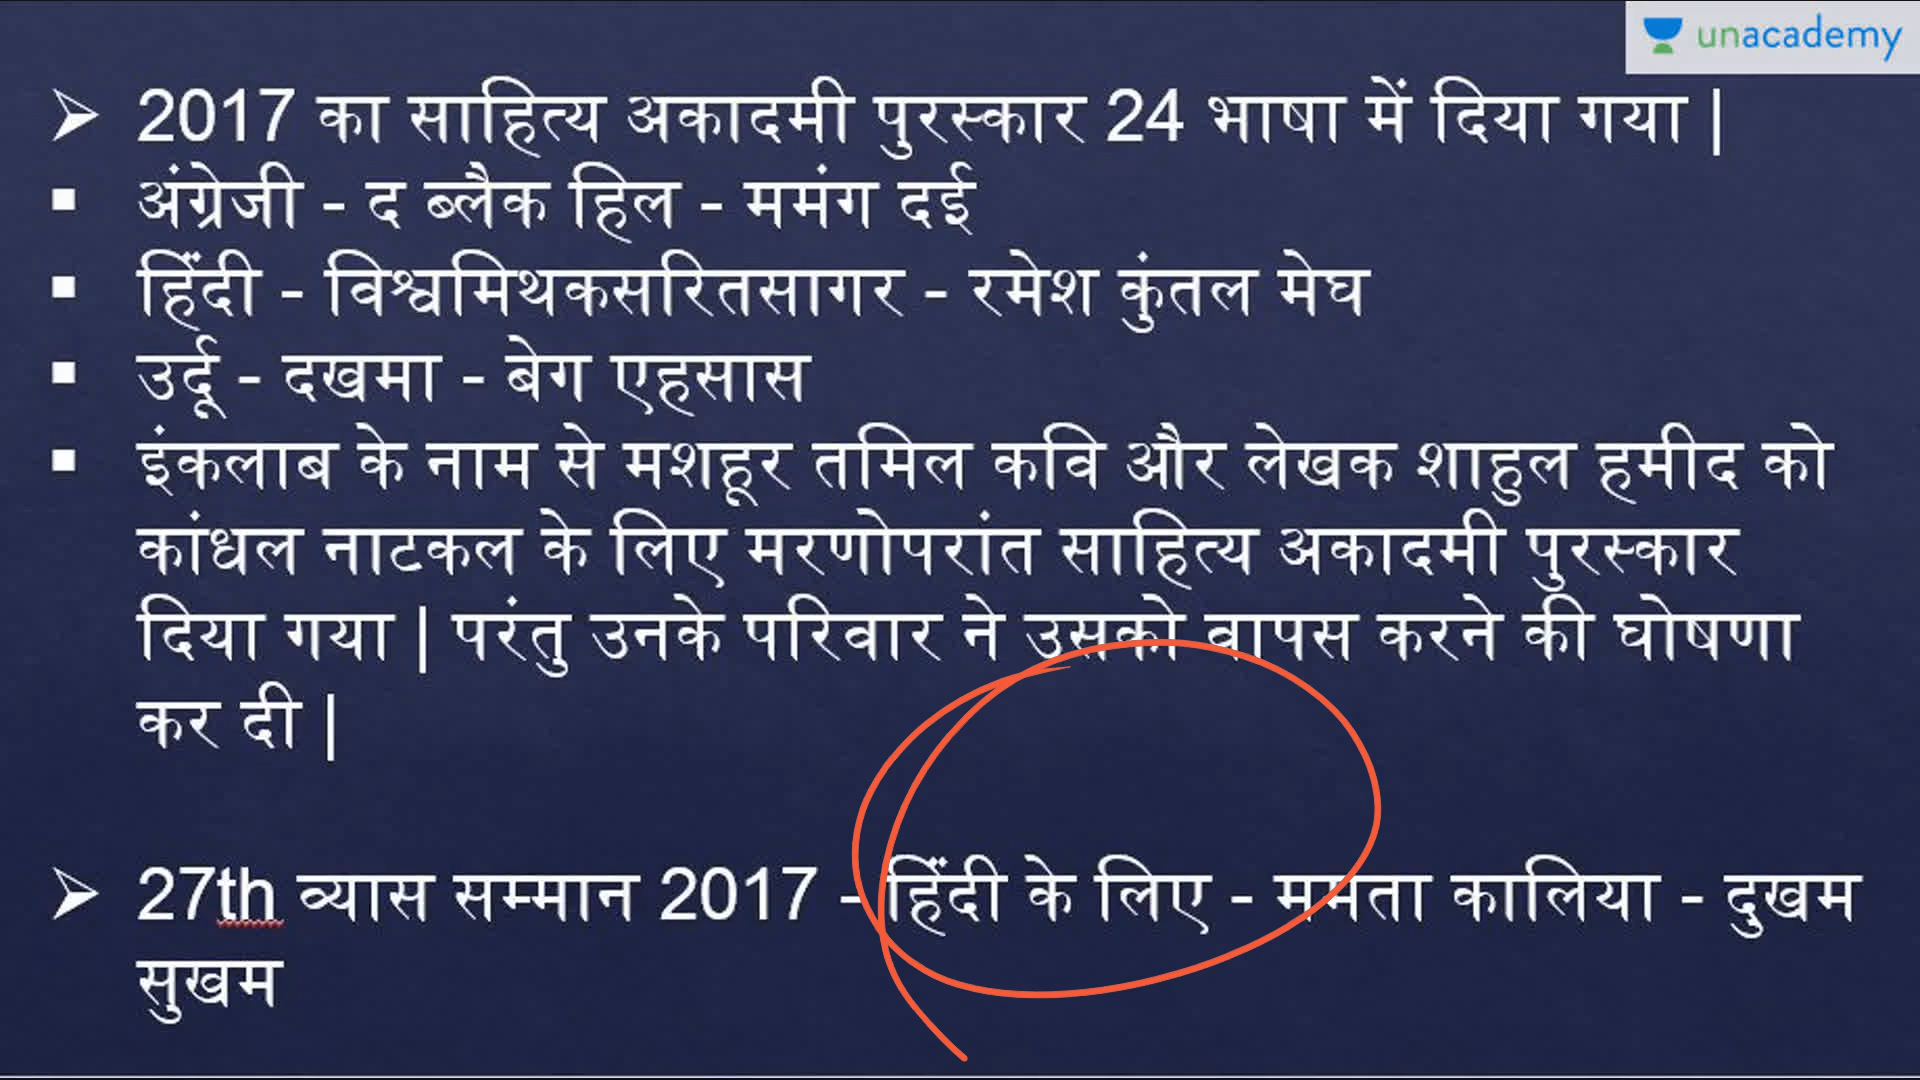 unacademy
2017 का साहित्य अकादमी पुरस्कार 24 भाषा में दिया गया |
अंग्रेजी - द ब्लैक हिल - ममंग दई
हिंदी - विश्वमिथकसरितसागर - रमेश कुंतल मेघ
उर्दू - दखमा - बेग एहसास
इंकलाब के नाम से मशहूर तमिल कवि और लेखक शाहुल हमीद को
कांधल नाटकल के लिए मरणोपरांत साहित्य अकादमी पुरस्कार
दिया गया | परंतु उनके परिवार ने उसको वापस करने की घोषणा
कर दी |
27th व्यास सम्मान 2017 - हिंदी के लिए - ममता कालिया - दुखम
सुखम